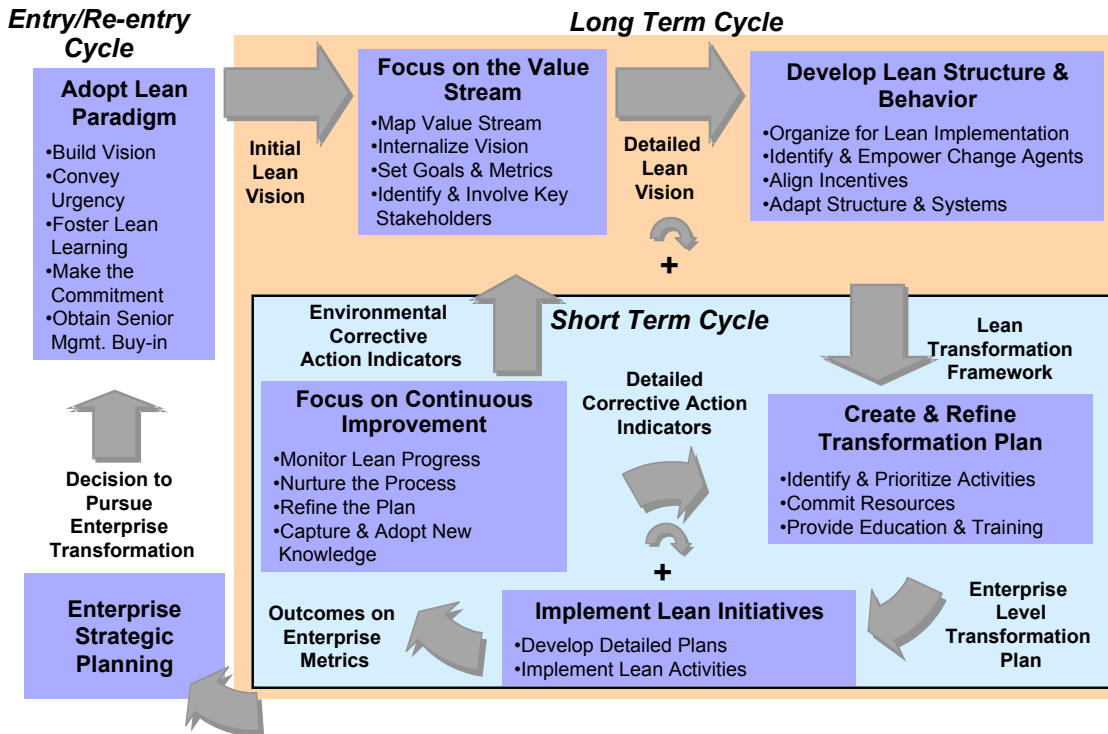 Entry/Re-entry
Cycle
Long Term Cycle
Adopt Lean
Paradigm
•Build Vision
•Convey
Urgency
•Foster Lean
Learning
•Make the
Commitment
•Obtain Senior
Mgmt. Buy-in
Initial
Lean
Vision
Focus on the Value
Stream
•Map Value Stream
•Internalize Vision
•Set Goals & Metrics
•Identify & Involve Key
Stakeholders
Detailed
Lean
Vision
+
Develop Lean Structure &
Behavior
•Organize for Lean Implementation
•Identify & Empower Change Agents
•Align Incentives
•Adapt Structure & Systems
Environmental
Corrective
Action Indicators
Short Term Cycle
Lean
Transformation
Framework
Focus on Continuous
Improvement
•Monitor Lean Progress
•Nurture the Process
•Refine the Plan
•Capture & Adopt New
Knowledge
Detailed
Corrective Action
Indicators
+
Create & Refine
Transformation Plan
•Identify & Prioritize Activities
•Commit Resources
•Provide Education & Training
Decision to
Pursue
Enterprise
Transformation
Enterprise
Strategic
Planning
Outcomes on
Enterprise
Metrics
Implement Lean Initiatives
•Develop Detailed Plans
•Implement Lean Activities
Enterprise
Level
Transformation
Plan